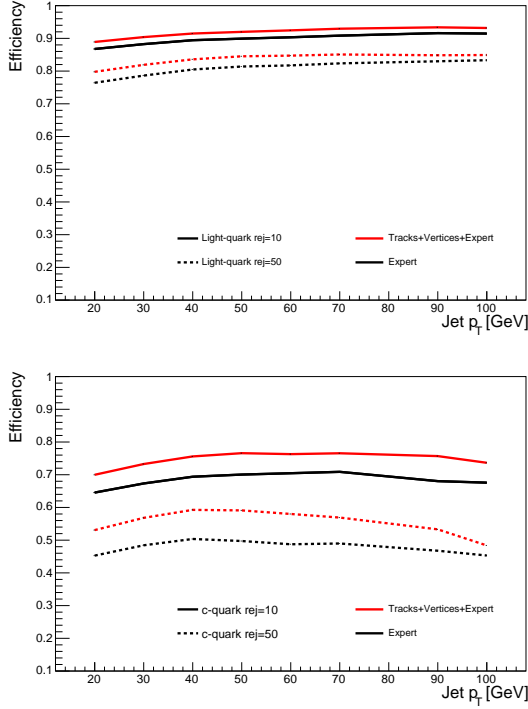 Efficiency
1
0.9
0.8
0.7
0.6
0.5
0.4
0.3
0.2
0.1
Light-quark rej=10
Tracks+Vertices+Expert
Light-quark rej=50
Expert
20 30 40 50 60 70 80 90 100
Jet p_T [GeV]
Efficiency
1
0.9
0.8
0.7
0.6
0.5
0.4
0.3
0.2
0.1
c-quark rej=10
Tracks+Vertices+Expert
c-quark rej=50
Expert
20 30 40 50 60 70 80 90 100
Jet p_T [GeV]